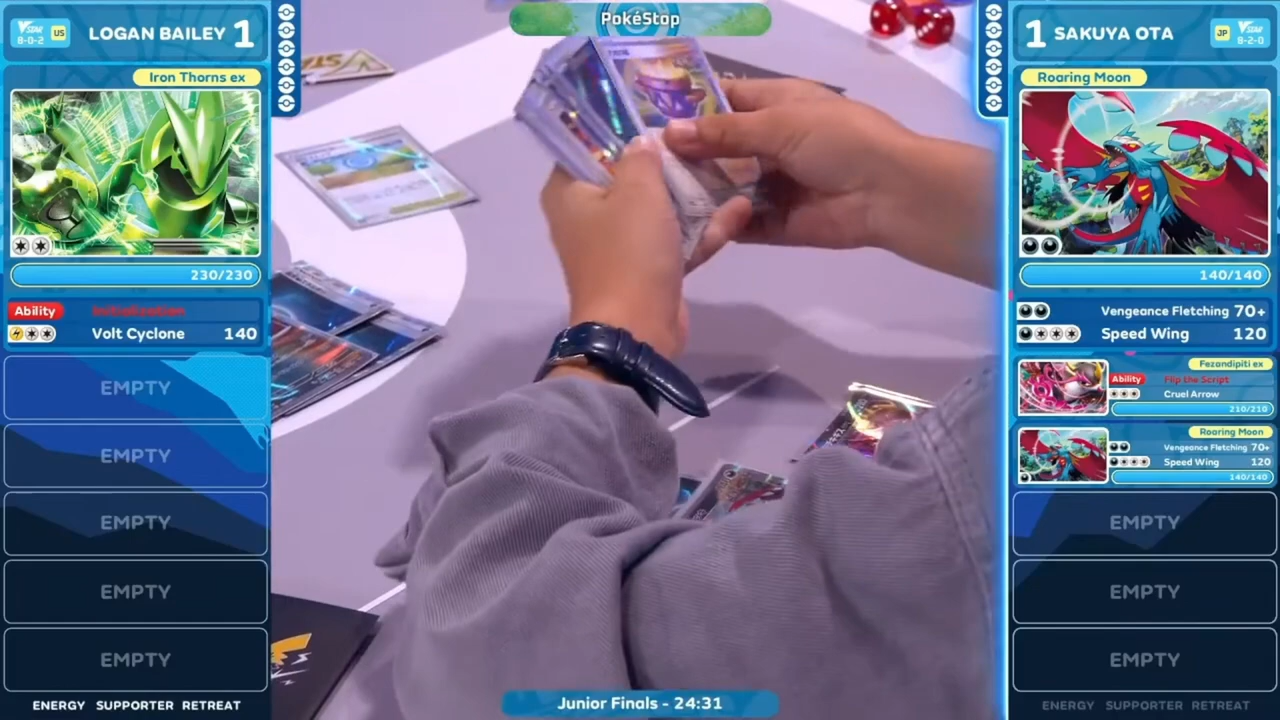 VSTAR
8-0-2
US
LOGAN BAILEY 1
Iron Thorns ex
230/230
Ability Initialization
Volt Cyclone 140
EMPTY
EMPTY
EMPTY
EMPTY
EMPTY
ENERGY SUPPORTER RETREAT
PokéStop
Junior Finals - 24:31
1 SAKUYA OTA
JP
VSTAR
8-2-0
Roaring Moon
140/140
Vengeance Fletching 70+
Speed Wing 120
Fezandipiti ex
Ability Flip the Script
Cruel Arrow
210/210
Roaring Moon
Vengeance Fletching 70+
Speed Wing 120
140/140
EMPTY
EMPTY
EMPTY
ENERGY SUPPORTER RETREAT